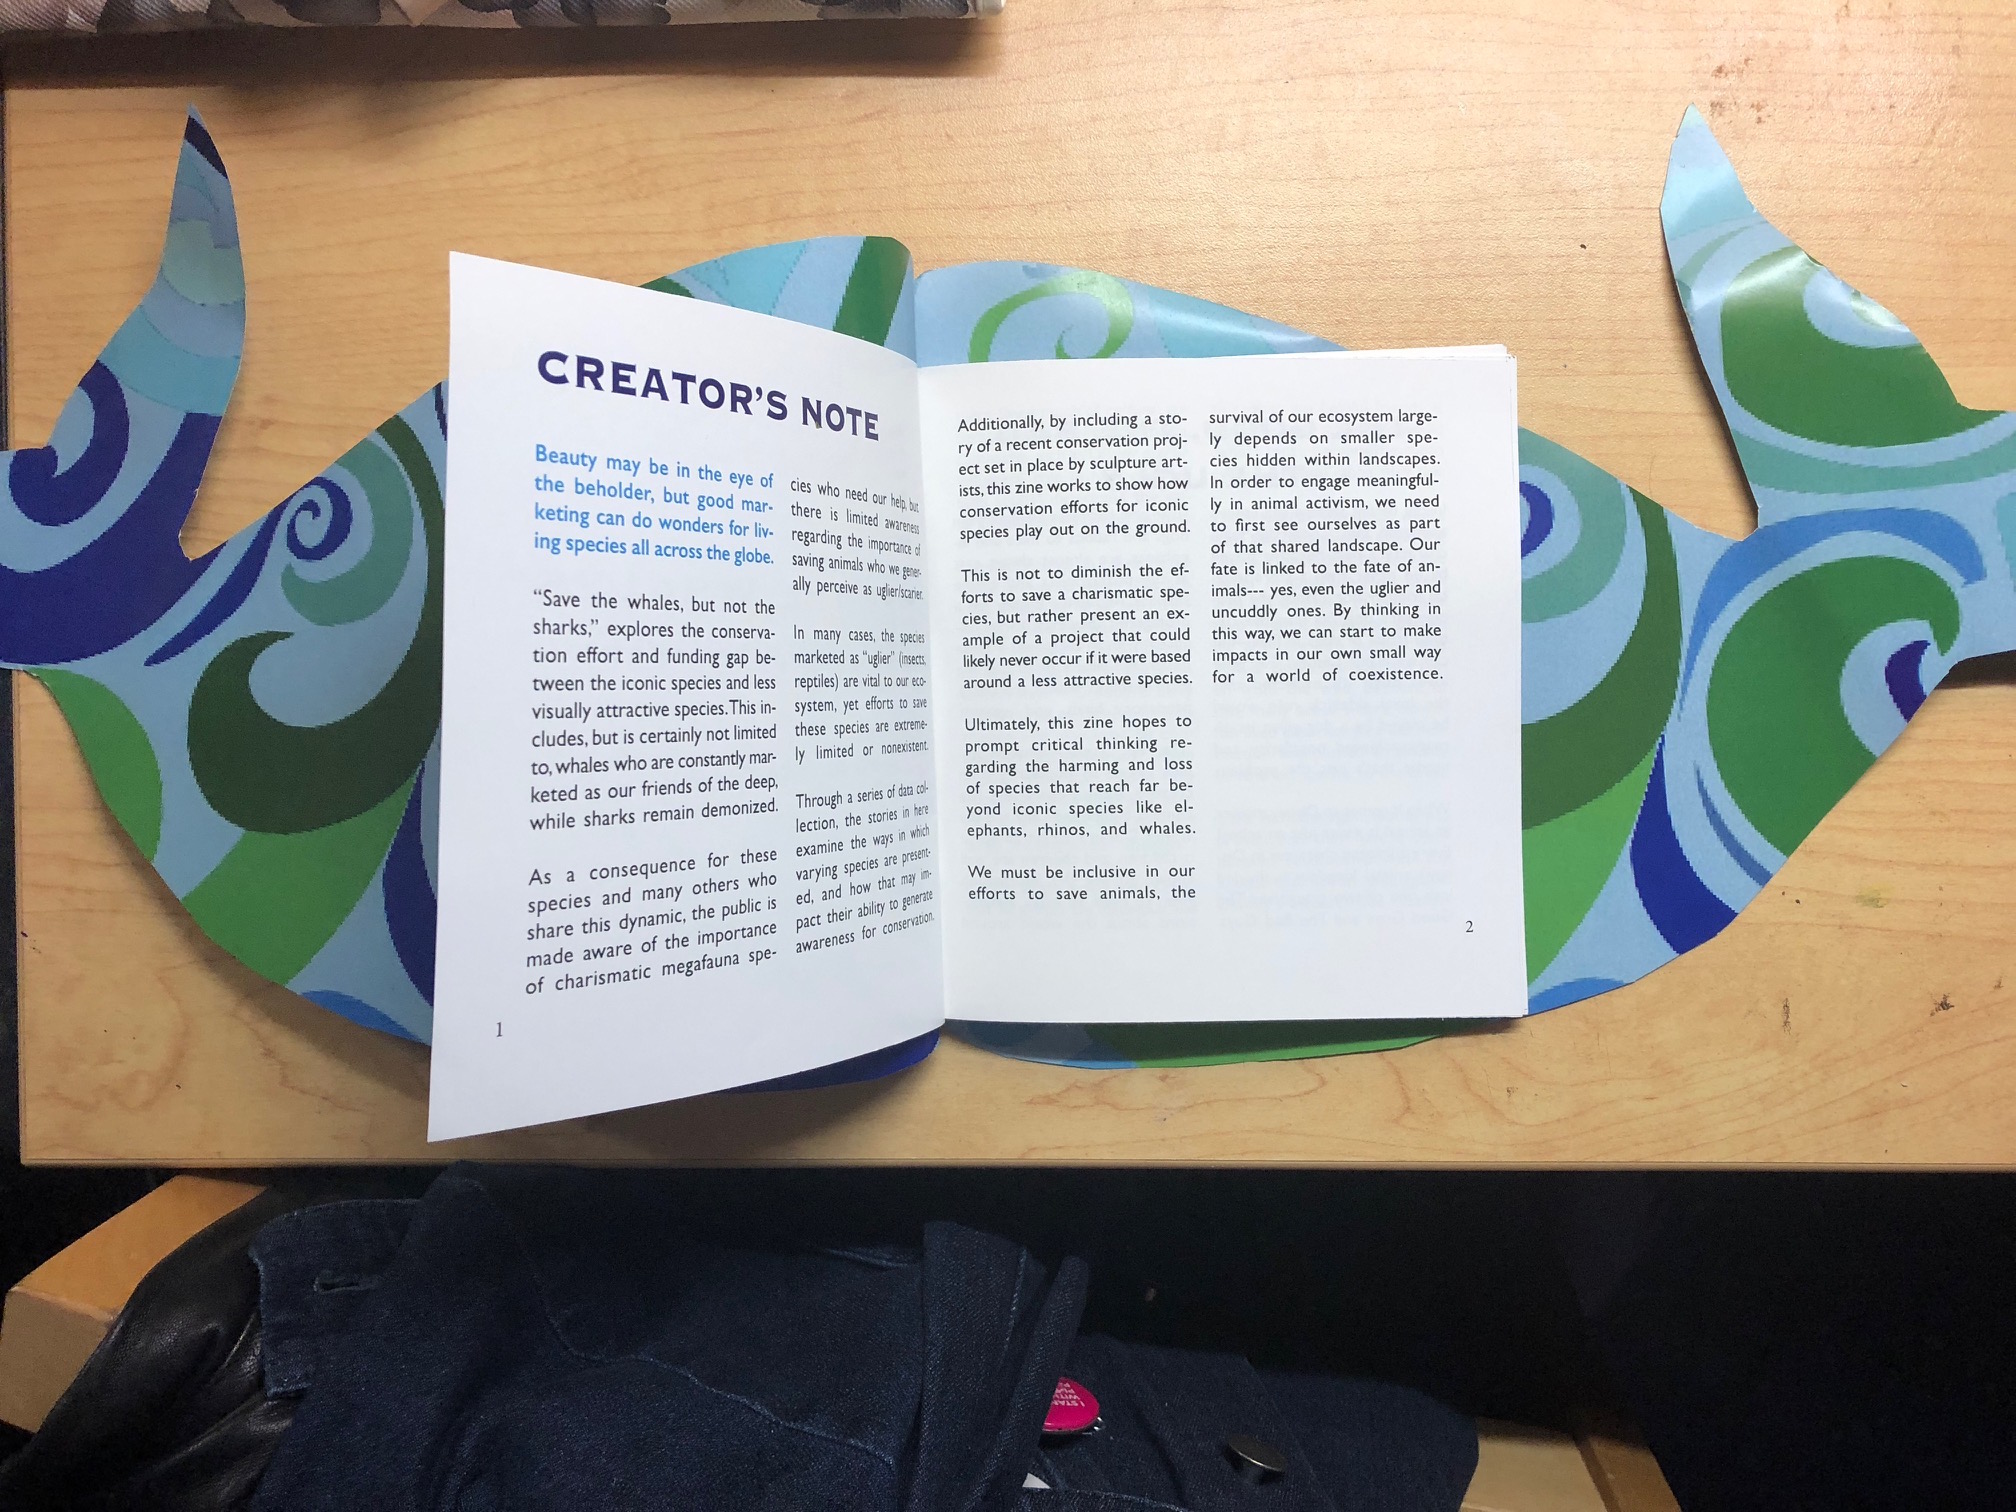 CREATOR'S NOTE
Beauty may be in the eye of
the beholder, but good mar-
keting can do wonders for liv-
ing species all across the globe.
“Save the whales, but not the
sharks,” explores the conserva-
tion effort and funding gap be-
tween the iconic species and less
visually attractive species. This in-
cludes, but is certainly not limited
to, whales who are constantly mar-
keted as our friends of the deep,
while sharks remain demonized.
As a consequence for these
species and many others who
share this dynamic, the public is
made aware of the importance
of charismatic megafauna spe-
cies who need our help, but
there is limited awareness
regarding the importance of
saving animals who we gener-
ally perceive as uglier/scarier.
In many cases, the species
marketed as “uglier” (insects,
reptiles) are vital to our eco-
system, yet efforts to save
these species are extreme-
ly limited or nonexistent.
Through a series of data col-
lection, the stories in here
examine the ways in which
varying species are present-
ed, and how that may im-
pact their ability to generate
awareness for conservation.
1
Additionally, by including a sto-
ry of a recent conservation proj-
ect set in place by sculpture art-
ists, this zine works to show how
conservation efforts for iconic
species play out on the ground.
This is not to diminish the ef-
forts to save a charismatic spe-
cies, but rather present an ex-
ample of a project that could
likely never occur if it were based
around a less attractive species.
Ultimately, this zine hopes to
prompt critical thinking re-
garding the harming and loss
of species that reach far be-
yond iconic species like el-
ephants, rhinos, and whales.
We must be inclusive in our
efforts to save animals, the
survival of our ecosystem large-
ly depends on smaller spe-
cies hidden within landscapes.
In order to engage meaningful-
ly in animal activism, we need
to first see ourselves as part
of that shared landscape. Our
fate is linked to the fate of an-
imals--- yes, even the uglier and
uncuddly ones. By thinking in
this way, we can start to make
impacts in our own small way
for a world of coexistence.
2
I STAN
WITH